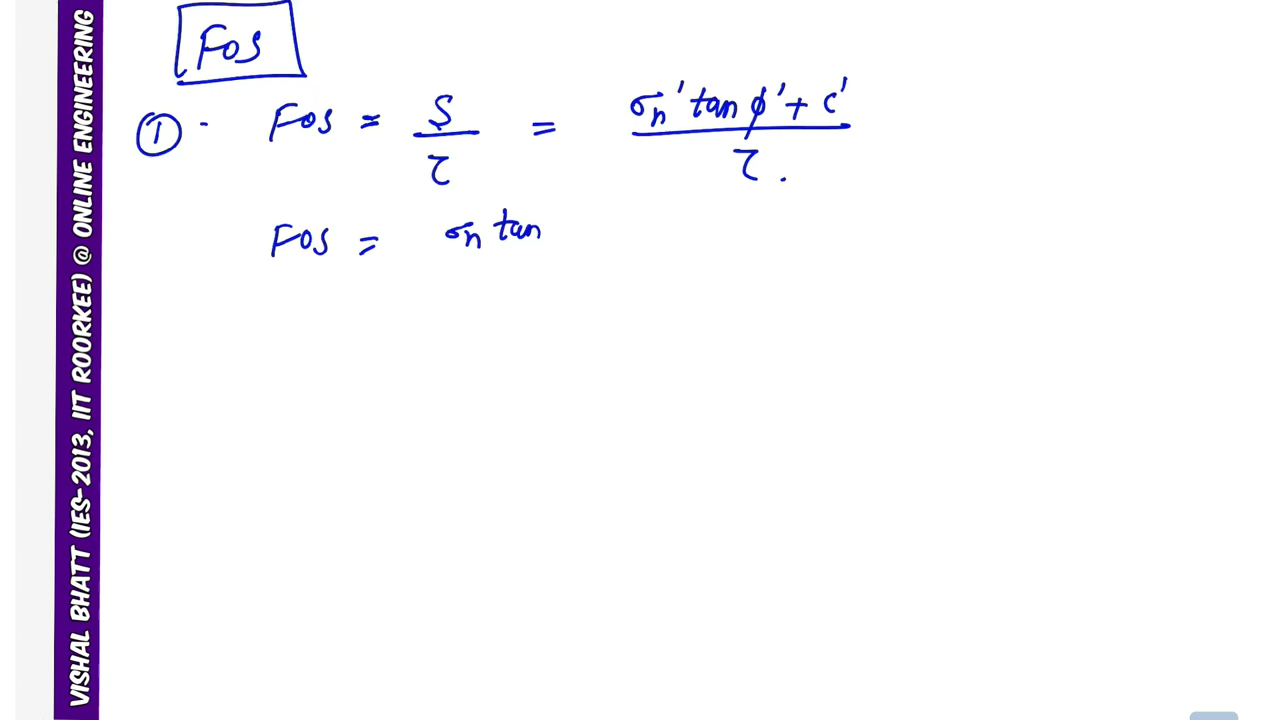 FOS
① · FOS = S/τ = (σn' tan φ' + c')/τ .
FOS = σn tan
VISHAL BHATT (IES-2013, IIT ROORKEE) @ ONLINE ENGINEERING